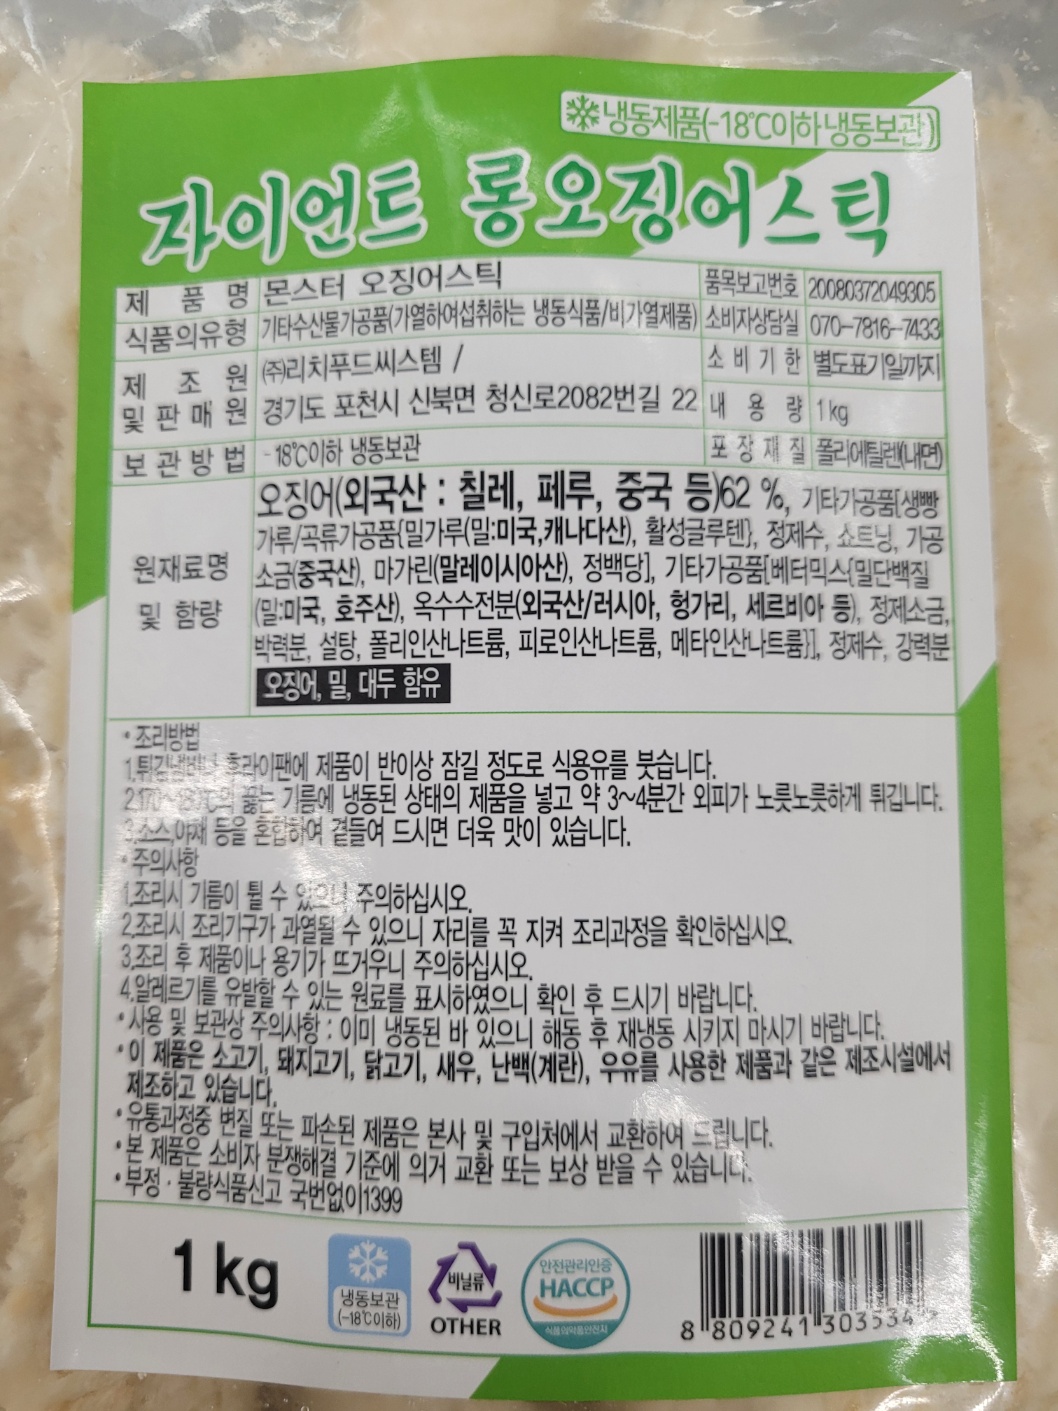 냉동제품(-18℃이하 냉동보관)
자이언트 롱오징어스틱
제 품 명 몬스터 오징어스틱 품목보고번호 20080372049305
식품의유형 기타수산물가공품(가열하여섭취하는 냉동식품/비가열제품) 소비자상담실 070-7816-7433
제 조 원 ㈜리치푸드씨스템 / 소 비 기 한 별도표기일까지
및 판 매 원 경기도 포천시 신북면 청신로2082번길 22 내 용 량 1kg
보 관 방 법 -18℃이하 냉동보관 포 장 재 질 폴리에틸렌(내면)
원재료명 및 함량
오징어(외국산 : 칠레, 페루, 중국 등)62 %, 기타가공품[생빵
가루/곡류가공품{밀가루(밀:미국,캐나다산), 활성글루텐}, 정제수, 쇼트닝, 가공
소금(중국산), 마가린(말레이시아산), 정백당], 기타가공품[베터믹스{밀단백질
(밀:미국, 호주산), 옥수수전분(외국산/러시아, 헝가리, 세르비아 등), 정제소금,
박력분, 설탕, 폴리인산나트륨, 피로인산나트륨, 메타인산나트륨}], 정제수, 강력분
오징어, 밀, 대두 함유
• 조리방법
1.튀김냄비나 후라이팬에 제품이 반이상 잠길 정도로 식용유를 붓습니다.
2.170~180℃의 끓는 기름에 냉동된 상태의 제품을 넣고 약 3~4분간 외피가 노릇노릇하게 튀깁니다.
3.소스,야채 등을 혼합하여 곁들여 드시면 더욱 맛이 있습니다.
• 주의사항
1.조리시 기름이 튈 수 있으니 주의하십시오.
2.조리시 조리기구가 과열될 수 있으니 자리를 꼭 지켜 조리과정을 확인하십시오.
3.조리 후 제품이나 용기가 뜨거우니 주의하십시오.
4.알레르기를 유발할 수 있는 원료를 표시하였으니 확인 후 드시기 바랍니다.
• 사용 및 보관상 주의사항 : 이미 냉동된 바 있으니 해동 후 재냉동 시키지 마시기 바랍니다.
• 이 제품은 소고기, 돼지고기, 닭고기, 새우, 난백(계란), 우유를 사용한 제품과 같은 제조시설에서
제조하고 있습니다.
• 유통과정중 변질 또는 파손된 제품은 본사 및 구입처에서 교환하여 드립니다.
• 본 제품은 소비자 분쟁해결 기준에 의거 교환 또는 보상 받을 수 있습니다.
• 부정 · 불량식품신고 국번없이1399
1 kg
냉동보관
(-18℃이하)
비닐류
OTHER
안전관리인증
HACCP
식품의약품안전처
8 809241 303534